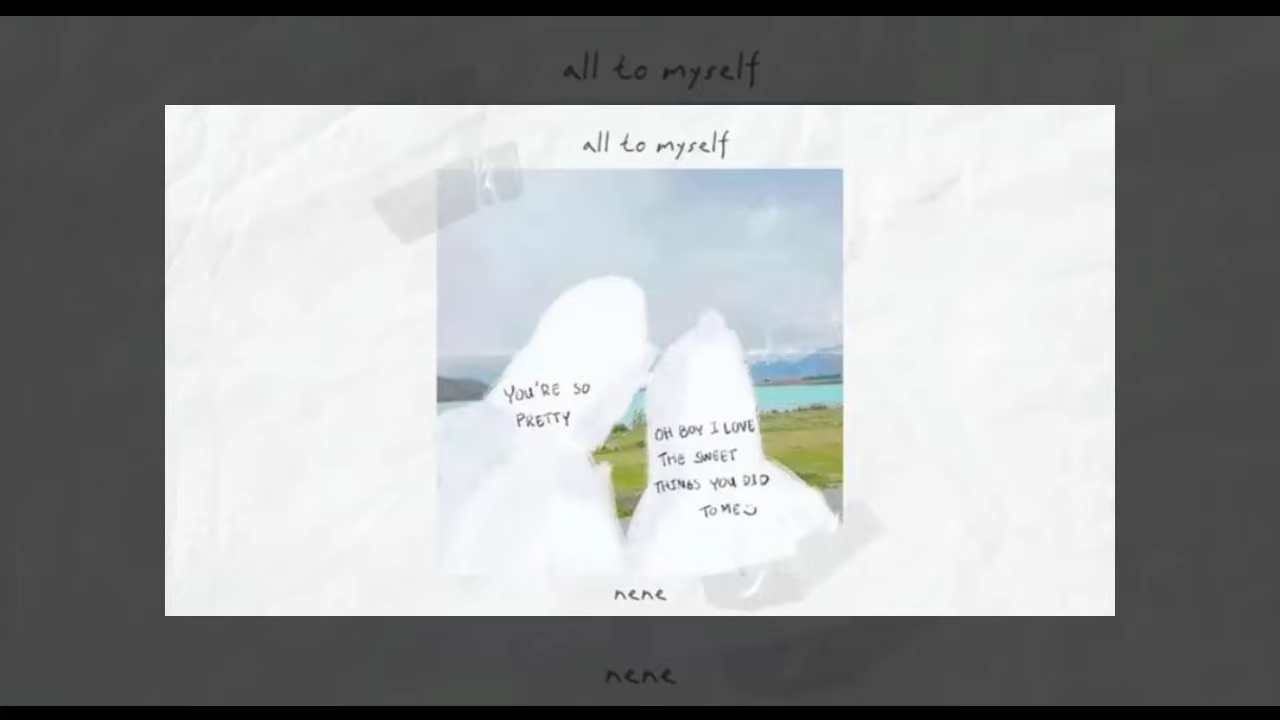 all to myself
all to myself
YOU'RE SO
PRETTY
OH BOY I LOVE
THE SWEET
THINGS YOU DID
TO ME
nene
nene